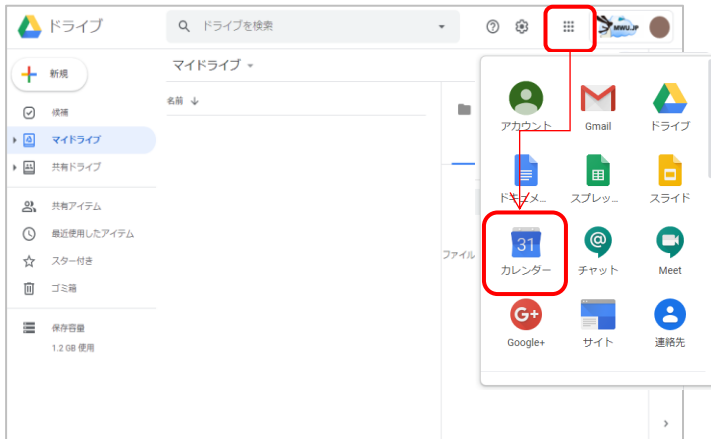 ドライブ
ドライブを検索
MWU.JP
新規
マイドライブ
名前
候補
マイドライブ
共有ドライブ
共有アイテム
最近使用したアイテム
スター付き
ゴミ箱
保存容量
1.2 GB 使用
ファイル
アカウント
Gmail
ドライブ
ドキュメ...
スプレッ...
スライド
31
カレンダー
チャット
Meet
G+
Google+
サイト
連絡先